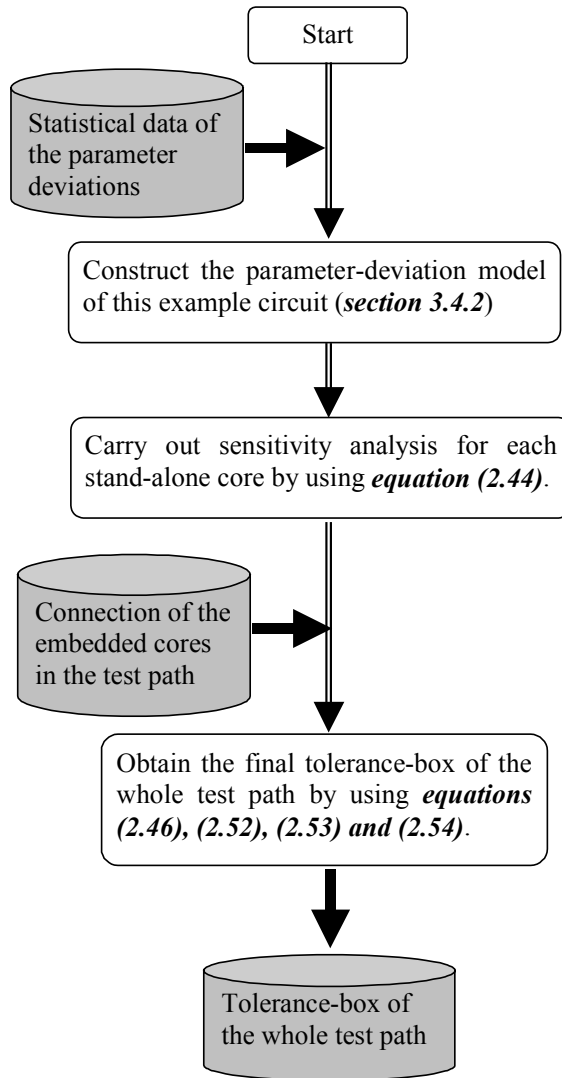 Start
Statistical data of
the parameter
deviations
Construct the parameter-deviation model
of this example circuit (section 3.4.2)
Carry out sensitivity analysis for each
stand-alone core by using equation (2.44).
Connection of the
embedded cores
in the test path
Obtain the final tolerance-box of the
whole test path by using equations
(2.46), (2.52), (2.53) and (2.54).
Tolerance-box of
the whole test path